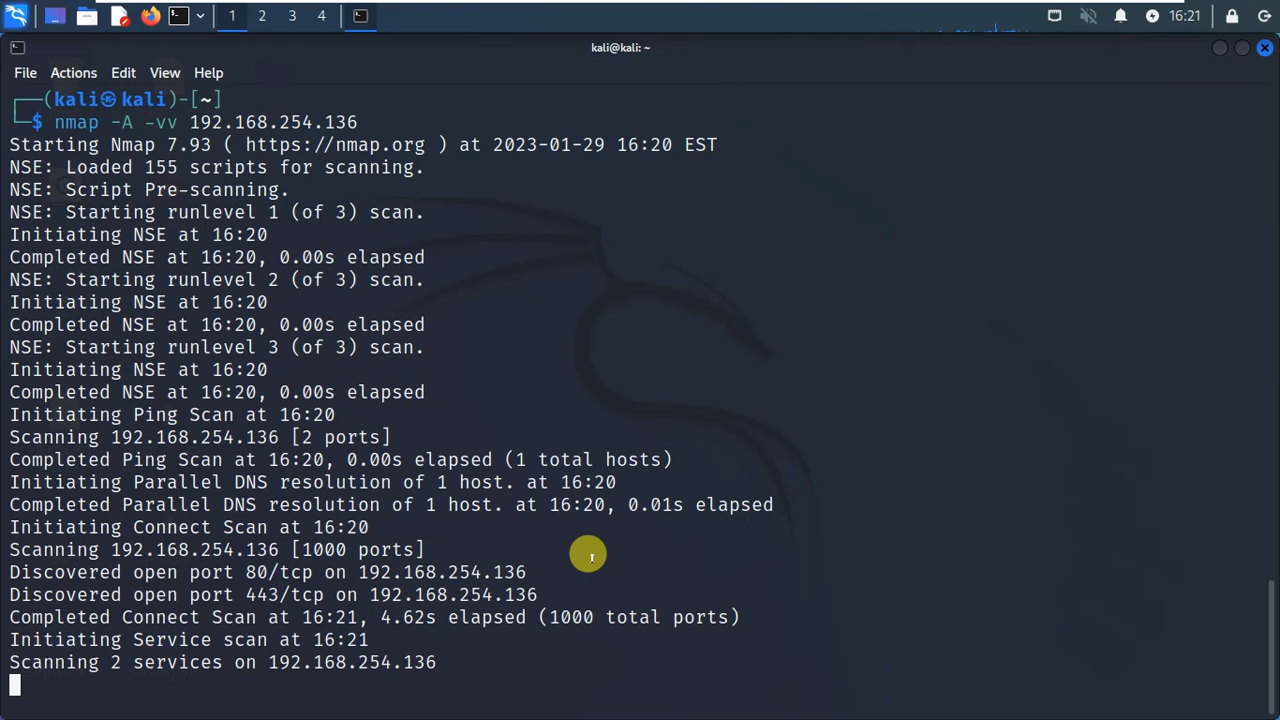 1 2 3 4 16:21
kali@kali: ~
File Actions Edit View Help
┌──(kali㉿kali)-[~]
└─$ nmap -A -vv 192.168.254.136
Starting Nmap 7.93 ( https://nmap.org ) at 2023-01-29 16:20 EST
NSE: Loaded 155 scripts for scanning.
NSE: Script Pre-scanning.
NSE: Starting runlevel 1 (of 3) scan.
Initiating NSE at 16:20
Completed NSE at 16:20, 0.00s elapsed
NSE: Starting runlevel 2 (of 3) scan.
Initiating NSE at 16:20
Completed NSE at 16:20, 0.00s elapsed
NSE: Starting runlevel 3 (of 3) scan.
Initiating NSE at 16:20
Completed NSE at 16:20, 0.00s elapsed
Initiating Ping Scan at 16:20
Scanning 192.168.254.136 [2 ports]
Completed Ping Scan at 16:20, 0.00s elapsed (1 total hosts)
Initiating Parallel DNS resolution of 1 host. at 16:20
Completed Parallel DNS resolution of 1 host. at 16:20, 0.01s elapsed
Initiating Connect Scan at 16:20
Scanning 192.168.254.136 [1000 ports]
Discovered open port 80/tcp on 192.168.254.136
Discovered open port 443/tcp on 192.168.254.136
Completed Connect Scan at 16:21, 4.62s elapsed (1000 total ports)
Initiating Service scan at 16:21
Scanning 2 services on 192.168.254.136